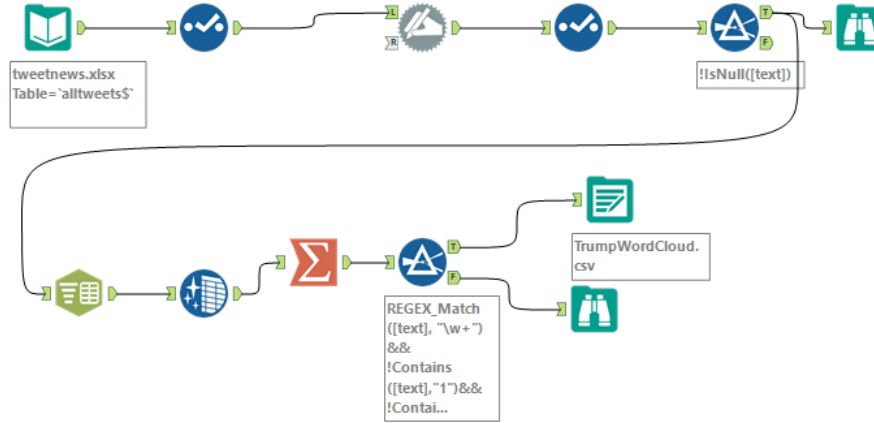 L
R
T
F
tweetnews.xlsx
Table=`alltweets$`
!IsNull([text])
T
F
TrumpWordCloud.
csv
REGEX_Match
([text], "\w+")
&&
!Contains
([text],"1")&&
!Contai...